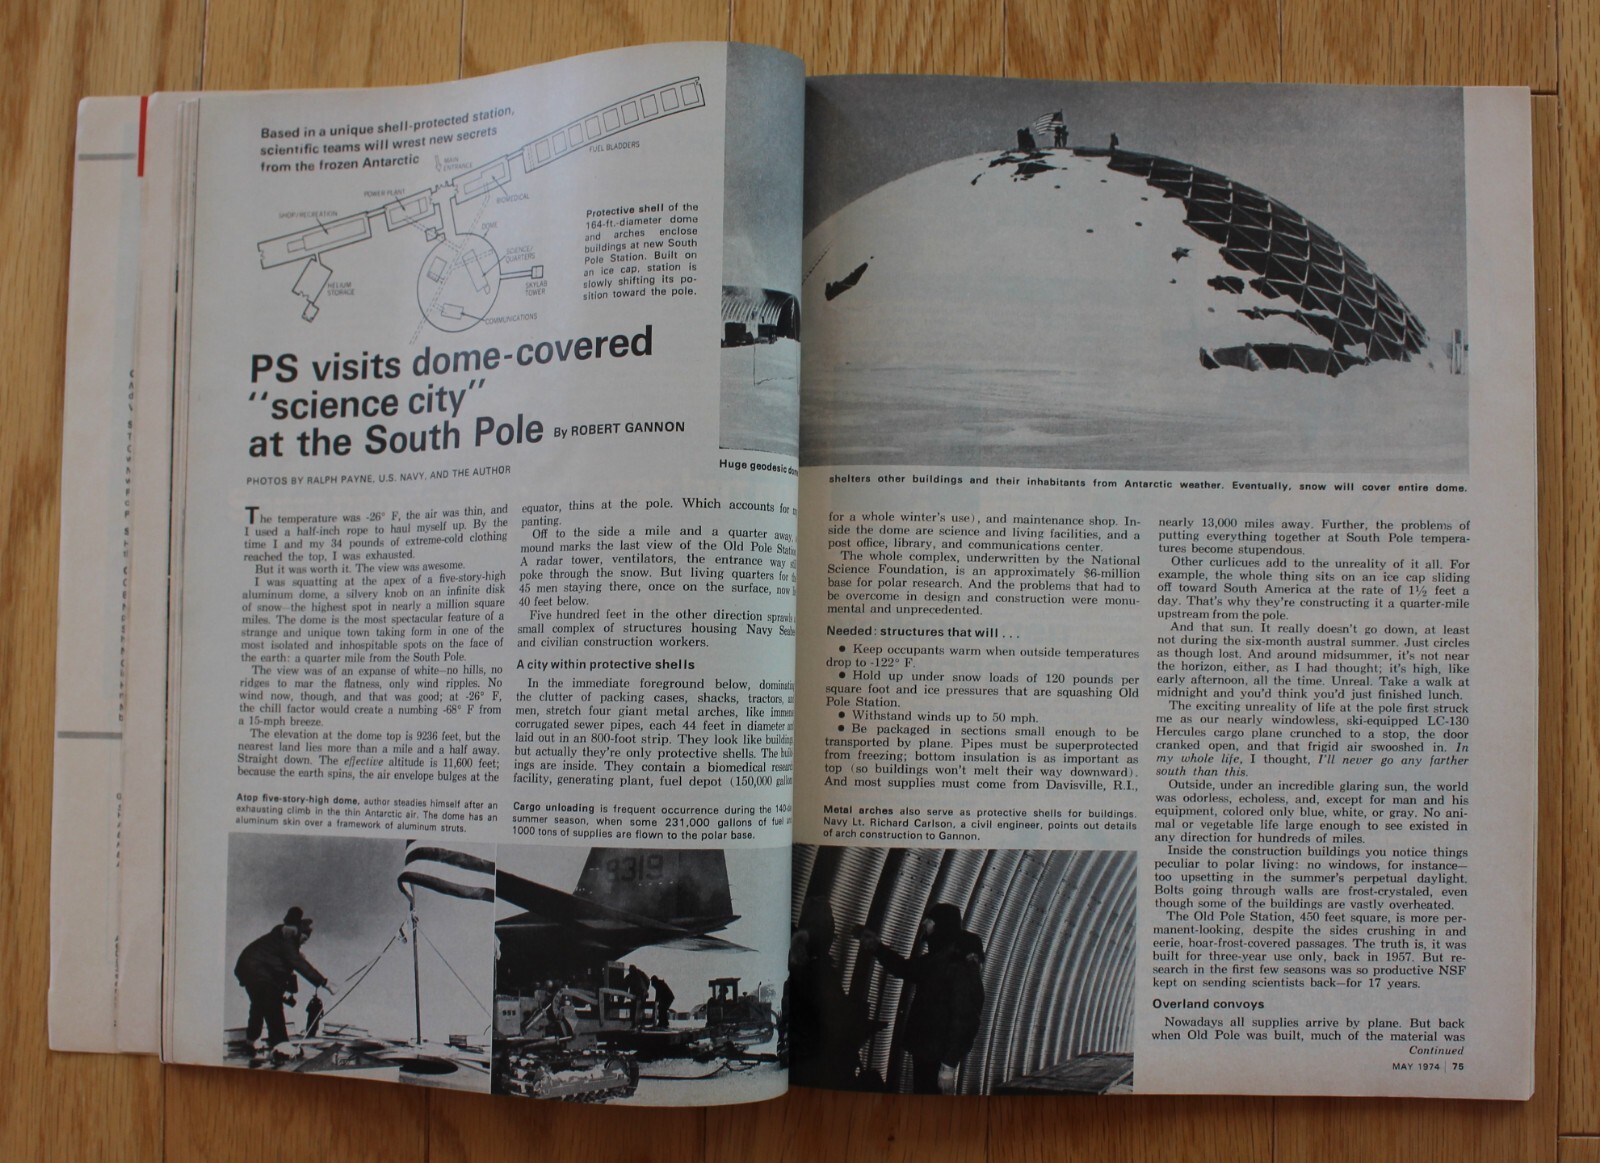 Based in a unique shell-protected station,
scientific teams will wrest new secrets
from the frozen Antarctic
MAIN
ENTRANCE
FUEL BLADDERS
BIOMEDICAL
POWER PLANT
SHOP/RECREATION
DOME
SCIENCE/
QUARTERS
HELIUM
STORAGE
SKYLAB
TOWER
COMMUNICATIONS
Protective shell of the
164-ft.-diameter dome
and arches enclose
buildings at new South
Pole Station. Built on
an ice cap, station is
slowly shifting its po-
sition toward the pole.
PS visits dome-covered
"science city"
at the South Pole By ROBERT GANNON
PHOTOS BY RALPH PAYNE, U.S. NAVY, AND THE AUTHOR
The temperature was -26° F, the air was thin, and
I used a half-inch rope to haul myself up. By the
time I and my 34 pounds of extreme-cold clothing
reached the top, I was exhausted.
But it was worth it. The view was awesome.
I was squatting at the apex of a five-story-high
aluminum dome, a silvery knob on an infinite disk
of snow—the highest spot in nearly a million square
miles. The dome is the most spectacular feature of a
strange and unique town taking form in one of the
most isolated and inhospitable spots on the face of
the earth: a quarter mile from the South Pole.
The view was of an expanse of white—no hills, no
ridges to mar the flatness, only wind ripples. No
wind now, though, and that was good; at -26° F,
the chill factor would create a numbing -68° F from
a 15-mph breeze.
The elevation at the dome top is 9236 feet, but the
nearest land lies more than a mile and a half away.
Straight down. The effective altitude is 11,600 feet;
because the earth spins, the air envelope bulges at the
equator, thins at the pole. Which accounts for
panting.
Off to the side a mile and a quarter away,
mound marks the last view of the Old Pole
A radar tower, ventilators, the entrance way
poke through the snow. But living quarters for
45 men staying there, once on the surface, now
40 feet below.
Five hundred feet in the other direction
small complex of structures housing Navy
and civilian construction workers.
A city within protective shells
In the immediate foreground below,
the clutter of packing cases, shacks, tractors,
men, stretch four giant metal arches, like
corrugated sewer pipes, each 44 feet in diameter
laid out in an 800-foot strip. They look like
but actually they're only protective shells. The
ings are inside. They contain a biomedical
facility, generating plant, fuel depot (150,000
Atop five-story-high dome, author steadies himself after an
exhausting climb in the thin Antarctic air. The dome has an
aluminum skin over a framework of aluminum struts.
Cargo unloading is frequent occurrence during the
summer season, when some 231,000 gallons of fuel
1000 tons of supplies are flown to the polar base.
9319
Huge geodesic
shelters other buildings and their inhabitants from Antarctic weather. Eventually, snow will cover entire dome.
for a whole winter's use), and maintenance shop. In-
side the dome are science and living facilities, and a
post office, library, and communications center.
The whole complex, underwritten by the National
Science Foundation, is an approximately $6-million
base for polar research. And the problems that had to
be overcome in design and construction were monu-
mental and unprecedented.
Needed: structures that will . . .
• Keep occupants warm when outside temperatures
drop to -122° F.
• Hold up under snow loads of 120 pounds per
square foot and ice pressures that are squashing Old
Pole Station.
• Withstand winds up to 50 mph.
• Be packaged in sections small enough to be
transported by plane. Pipes must be superprotected
from freezing; bottom insulation is as important as
top (so buildings won't melt their way downward).
And most supplies must come from Davisville, R.I.,
Metal arches also serve as protective shells for buildings.
Navy Lt. Richard Carlson, a civil engineer, points out details
of arch construction to Gannon.
nearly 13,000 miles away. Further, the problems of
putting everything together at South Pole tempera-
tures become stupendous.
Other curlicues add to the unreality of it all. For
example, the whole thing sits on an ice cap sliding
off toward South America at the rate of 1½ feet a
day. That's why they're constructing it a quarter-mile
upstream from the pole.
And that sun. It really doesn't go down, at least
not during the six-month austral summer. Just circles
as though lost. And around midsummer, it's not near
the horizon, either, as I had thought; it's high, like
early afternoon, all the time. Unreal. Take a walk at
midnight and you'd think you'd just finished lunch.
The exciting unreality of life at the pole first struck
me as our nearly windowless, ski-equipped LC-130
Hercules cargo plane crunched to a stop, the door
cranked open, and that frigid air swooshed in. In
my whole life, I thought, I'll never go any farther
south than this.
Outside, under an incredible glaring sun, the world
was odorless, echoless, and, except for man and his
equipment, colored only blue, white, or gray. No ani-
mal or vegetable life large enough to see existed in
any direction for hundreds of miles.
Inside the construction buildings you notice things
peculiar to polar living: no windows, for instance—
too upsetting in the summer's perpetual daylight.
Bolts going through walls are frost-crystaled, even
though some of the buildings are vastly overheated.
The Old Pole Station, 450 feet square, is more per-
manent-looking, despite the sides crushing in and
eerie, hoar-frost-covered passages. The truth is, it was
built for three-year use only, back in 1957. But re-
search in the first few seasons was so productive NSF
kept on sending scientists back—for 17 years.
Overland convoys
Nowadays all supplies arrive by plane. But back
when Old Pole was built, much of the material was
Continued
MAY 1974 | 75